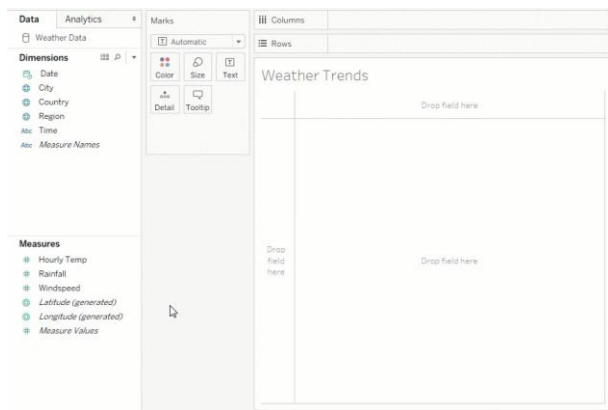 Data Analytics
Weather Data
Dimensions
Date
City
Country
Region
Abc Time
Abc Measure Names
Measures
Hourly Temp
Rainfall
Windspeed
Latitude (generated)
Longitude (generated)
Measure Values
Marks
Automatic
Color Size Text
Detail Tooltip
Columns
Rows
Weather Trends
Drop field here
Drop
field
here
Drop field here